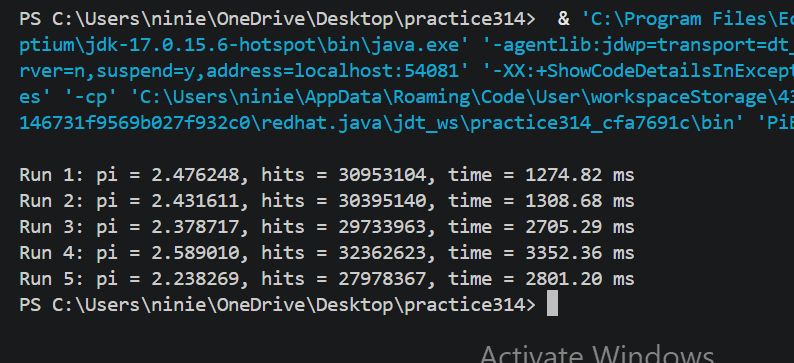 PS C:\Users\ninie\OneDrive\Desktop\practice314>  & 'C:\Program Files\Ec
ptium\jdk-17.0.15.6-hotspot\bin\java.exe' '-agentlib:jdwp=transport=dt_
rver=n,suspend=y,address=localhost:54081' '-XX:+ShowCodeDetailsInExcept
es' '-cp' 'C:\Users\ninie\AppData\Roaming\Code\User\workspaceStorage\43
146731f9569b027f932c0\redhat.java\jdt_ws\practice314_cfa7691c\bin' 'PiE
Run 1: pi = 2.476248, hits = 30953104, time = 1274.82 ms
Run 2: pi = 2.431611, hits = 30395140, time = 1308.68 ms
Run 3: pi = 2.378717, hits = 29733963, time = 2705.29 ms
Run 4: pi = 2.589010, hits = 32362623, time = 3352.36 ms
Run 5: pi = 2.238269, hits = 27978367, time = 2801.20 ms
PS C:\Users\ninie\OneDrive\Desktop\practice314>
Activate Windows